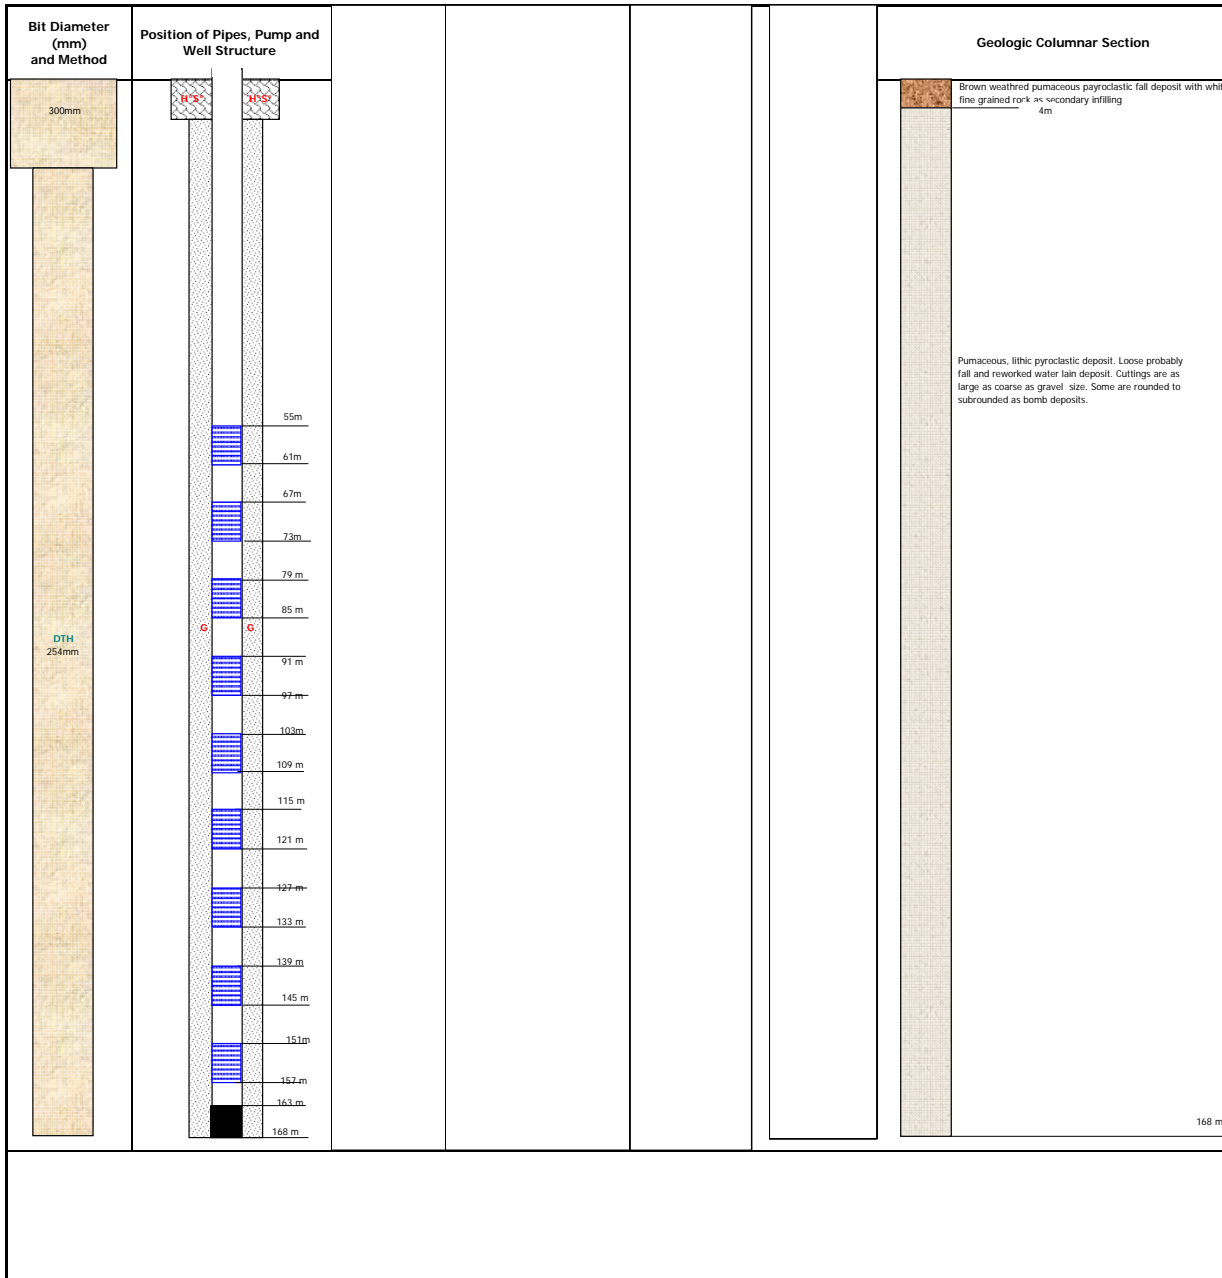 Bit Diameter
(mm)
and Method
Position of Pipes, Pump and
Well Structure
Geologic Columnar Section
300mm
H°S° H°S°
Brown weathred pumaceous payroclastic fall deposit with whit
fine grained rock as secondary infilling
4m
Pumaceous, lithic pyroclastic deposit. Loose probably
fall and reworked water lain deposit. Cuttings are as
large as coarse as gravel size. Some are rounded to
subrounded as bomb deposits.
55m
61m
67m
73m
79 m
85 m
G G
DTH
254mm
91 m
97 m
103m
109 m
115 m
121 m
127 m
133 m
139 m
145 m
151m
157 m
163 m
168 m
168 m